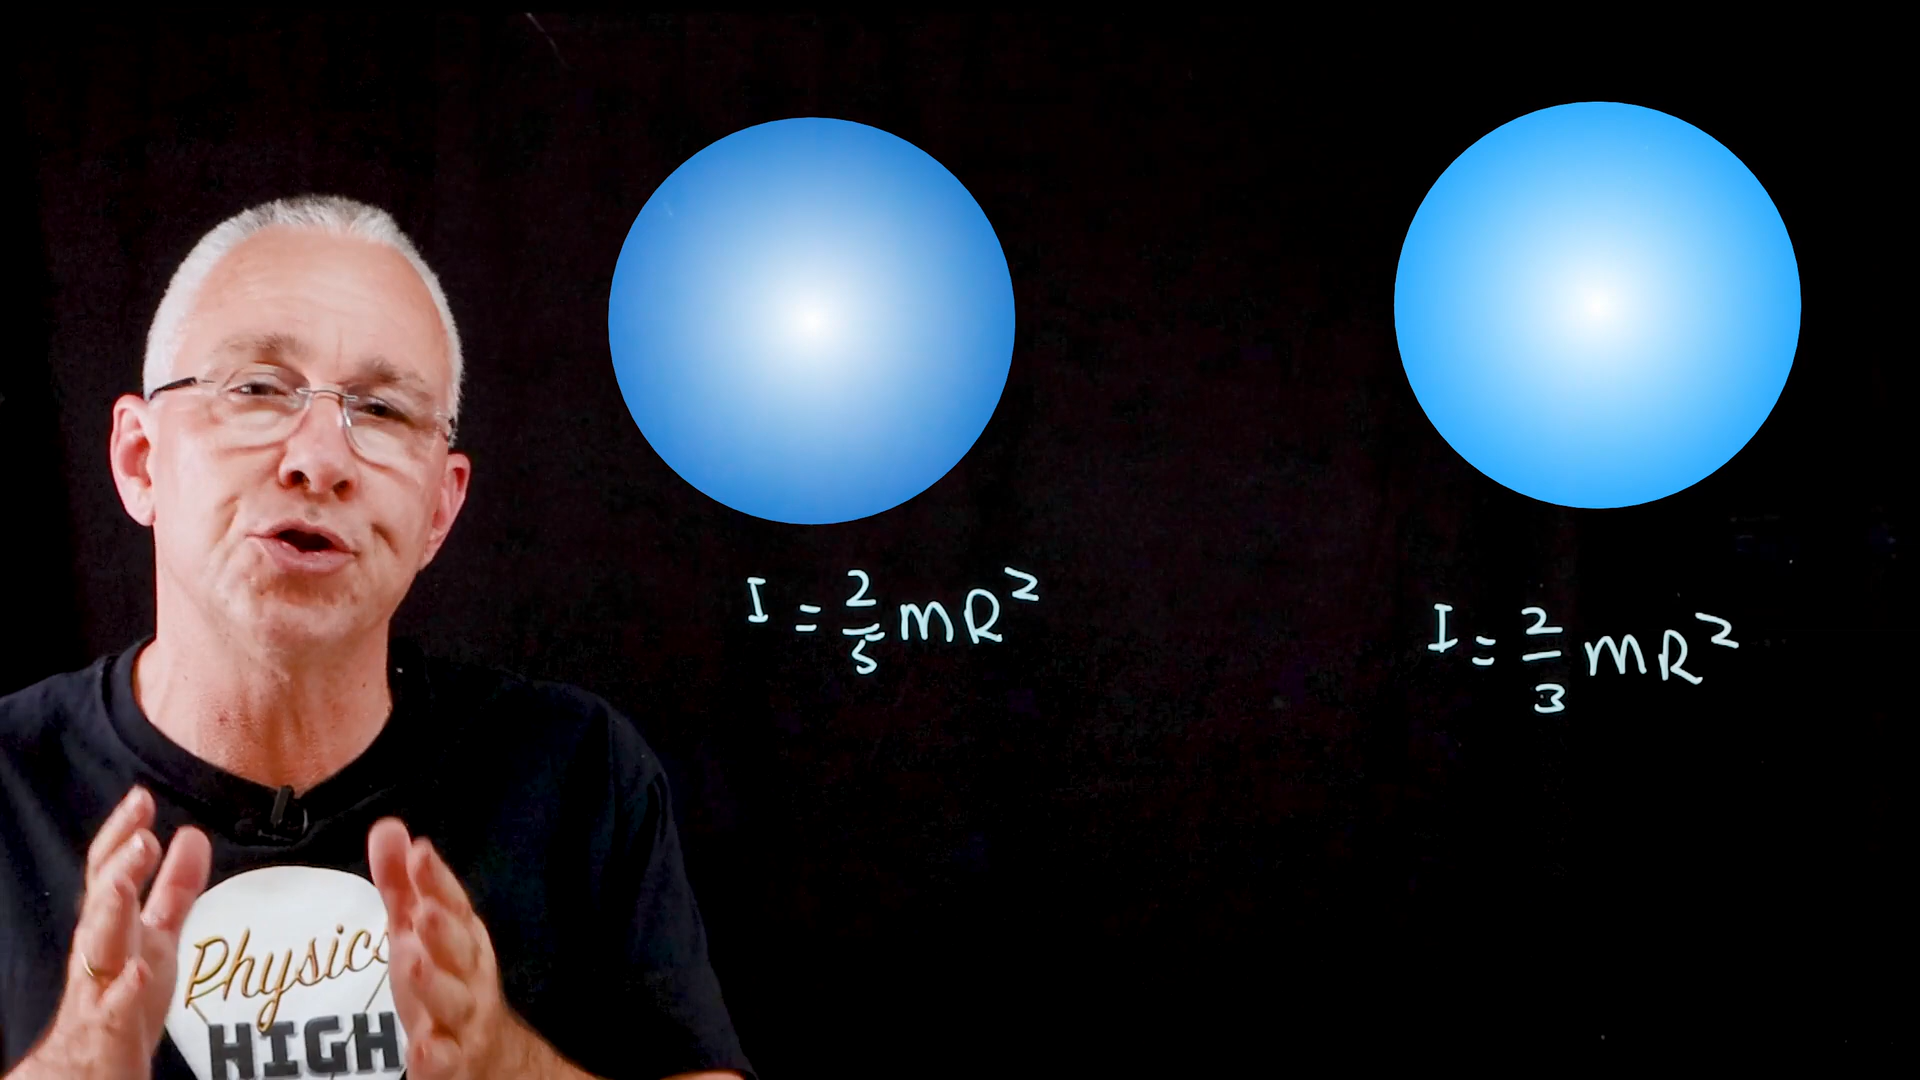 I = 2/5 mR²
I = 2/3 mR²
Physics
HIGH